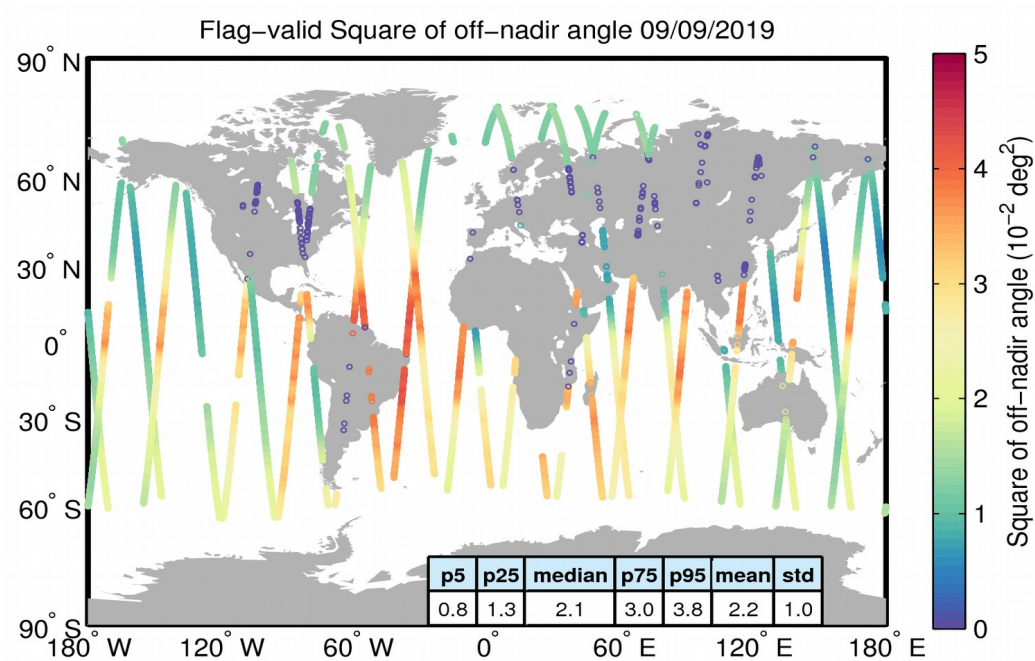 Flag−valid Square of off−nadir angle 09/09/2019
90° N
60° N
30° N
0°
30° S
60° S
90° S
180° W
120° W
60° W
0°
60° E
120° E
180° E
p5 p25 median p75 p95 mean std
0.8 1.3 2.1 3.0 3.8 2.2 1.0
5
4
3
2
1
0
Square of off−nadir angle (10⁻² deg²)